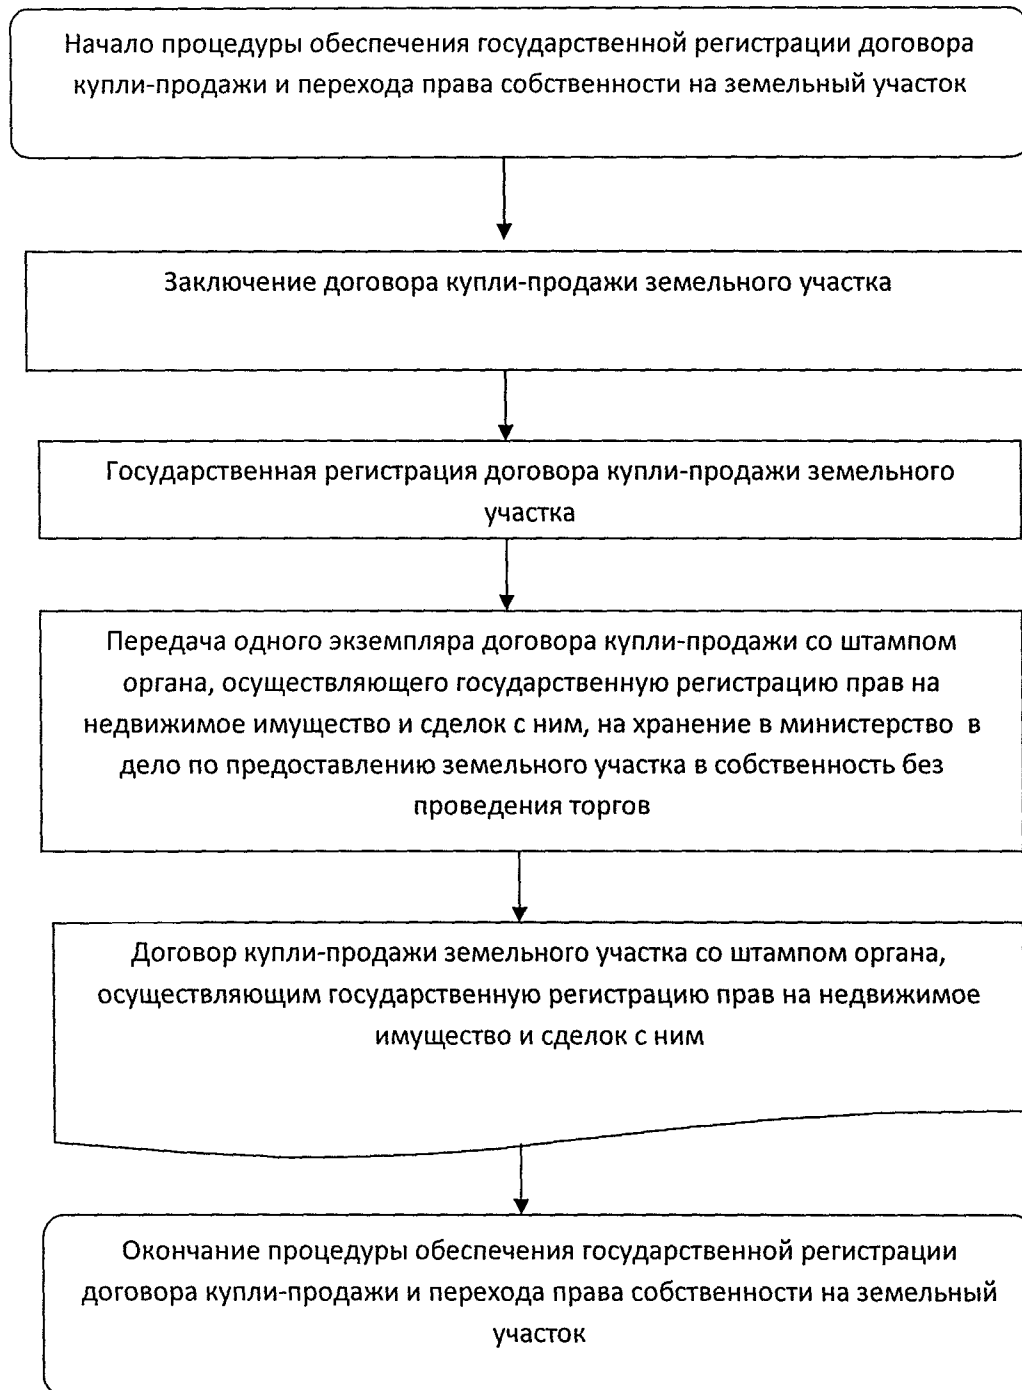 Начало процедуры обеспечения государственной регистрации договора
купли-продажи и перехода права собственности на земельный участок
Заключение договора купли-продажи земельного участка
Государственная регистрация договора купли-продажи земельного
участка
Передача одного экземпляра договора купли-продажи со штампом
органа, осуществляющего государственную регистрацию прав на
недвижимое имущество и сделок с ним, на хранение в министерство в
дело по предоставлению земельного участка в собственность без
проведения торгов
Договор купли-продажи земельного участка со штампом органа,
осуществляющим государственную регистрацию прав на недвижимое
имущество и сделок с ним
Окончание процедуры обеспечения государственной регистрации
договора купли-продажи и перехода права собственности на земельный
участок